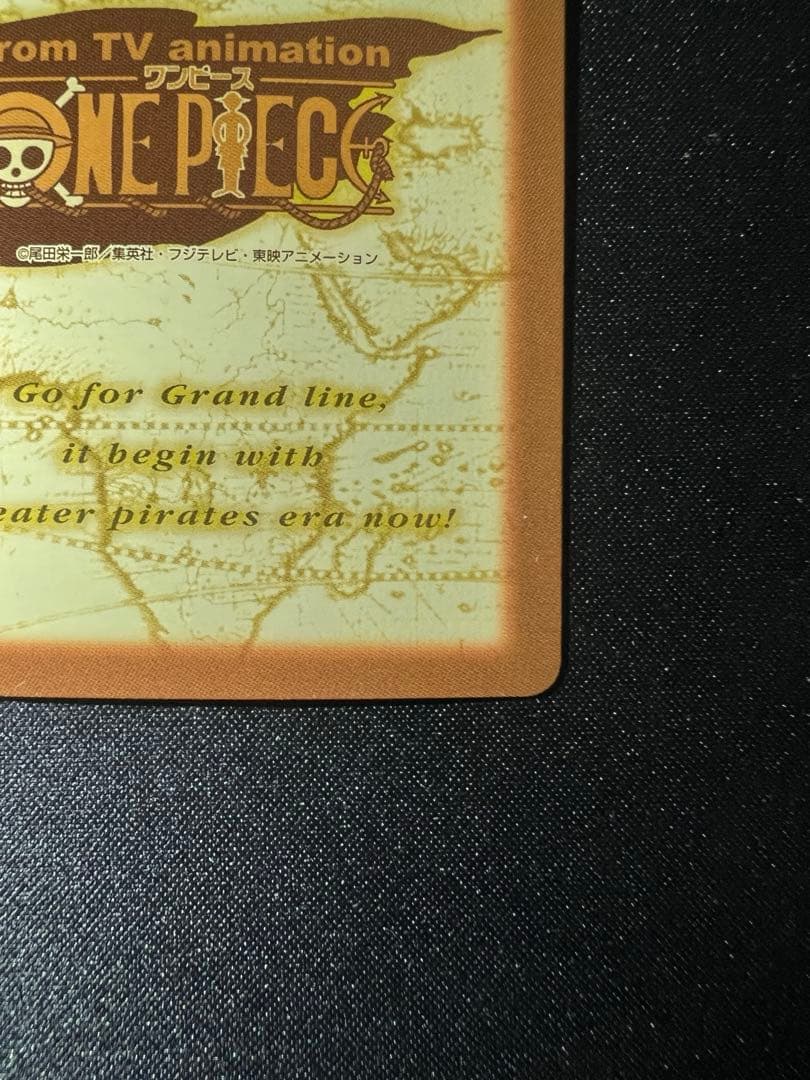 rom TV animation
ワンピース
ONE PIECE
©尾田栄一郎／集英社・フジテレビ・東映アニメーション
Go for Grand line,
it begin with
eater pirates era now!